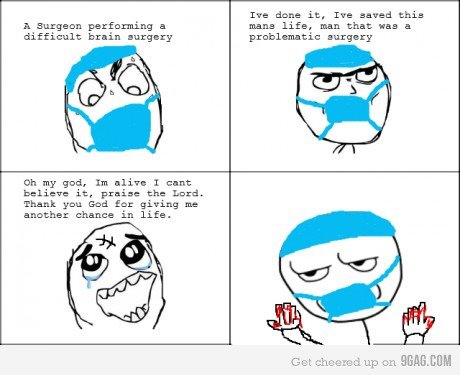 A Surgeon performing a
difficult brain surgery
Ive done it, Ive saved this
mans life, man that was a
problematic surgery
Oh my god, Im alive I cant
believe it, praise the Lord.
Thank you God for giving me
another chance in life.
Get cheered up on 9GAG.COM